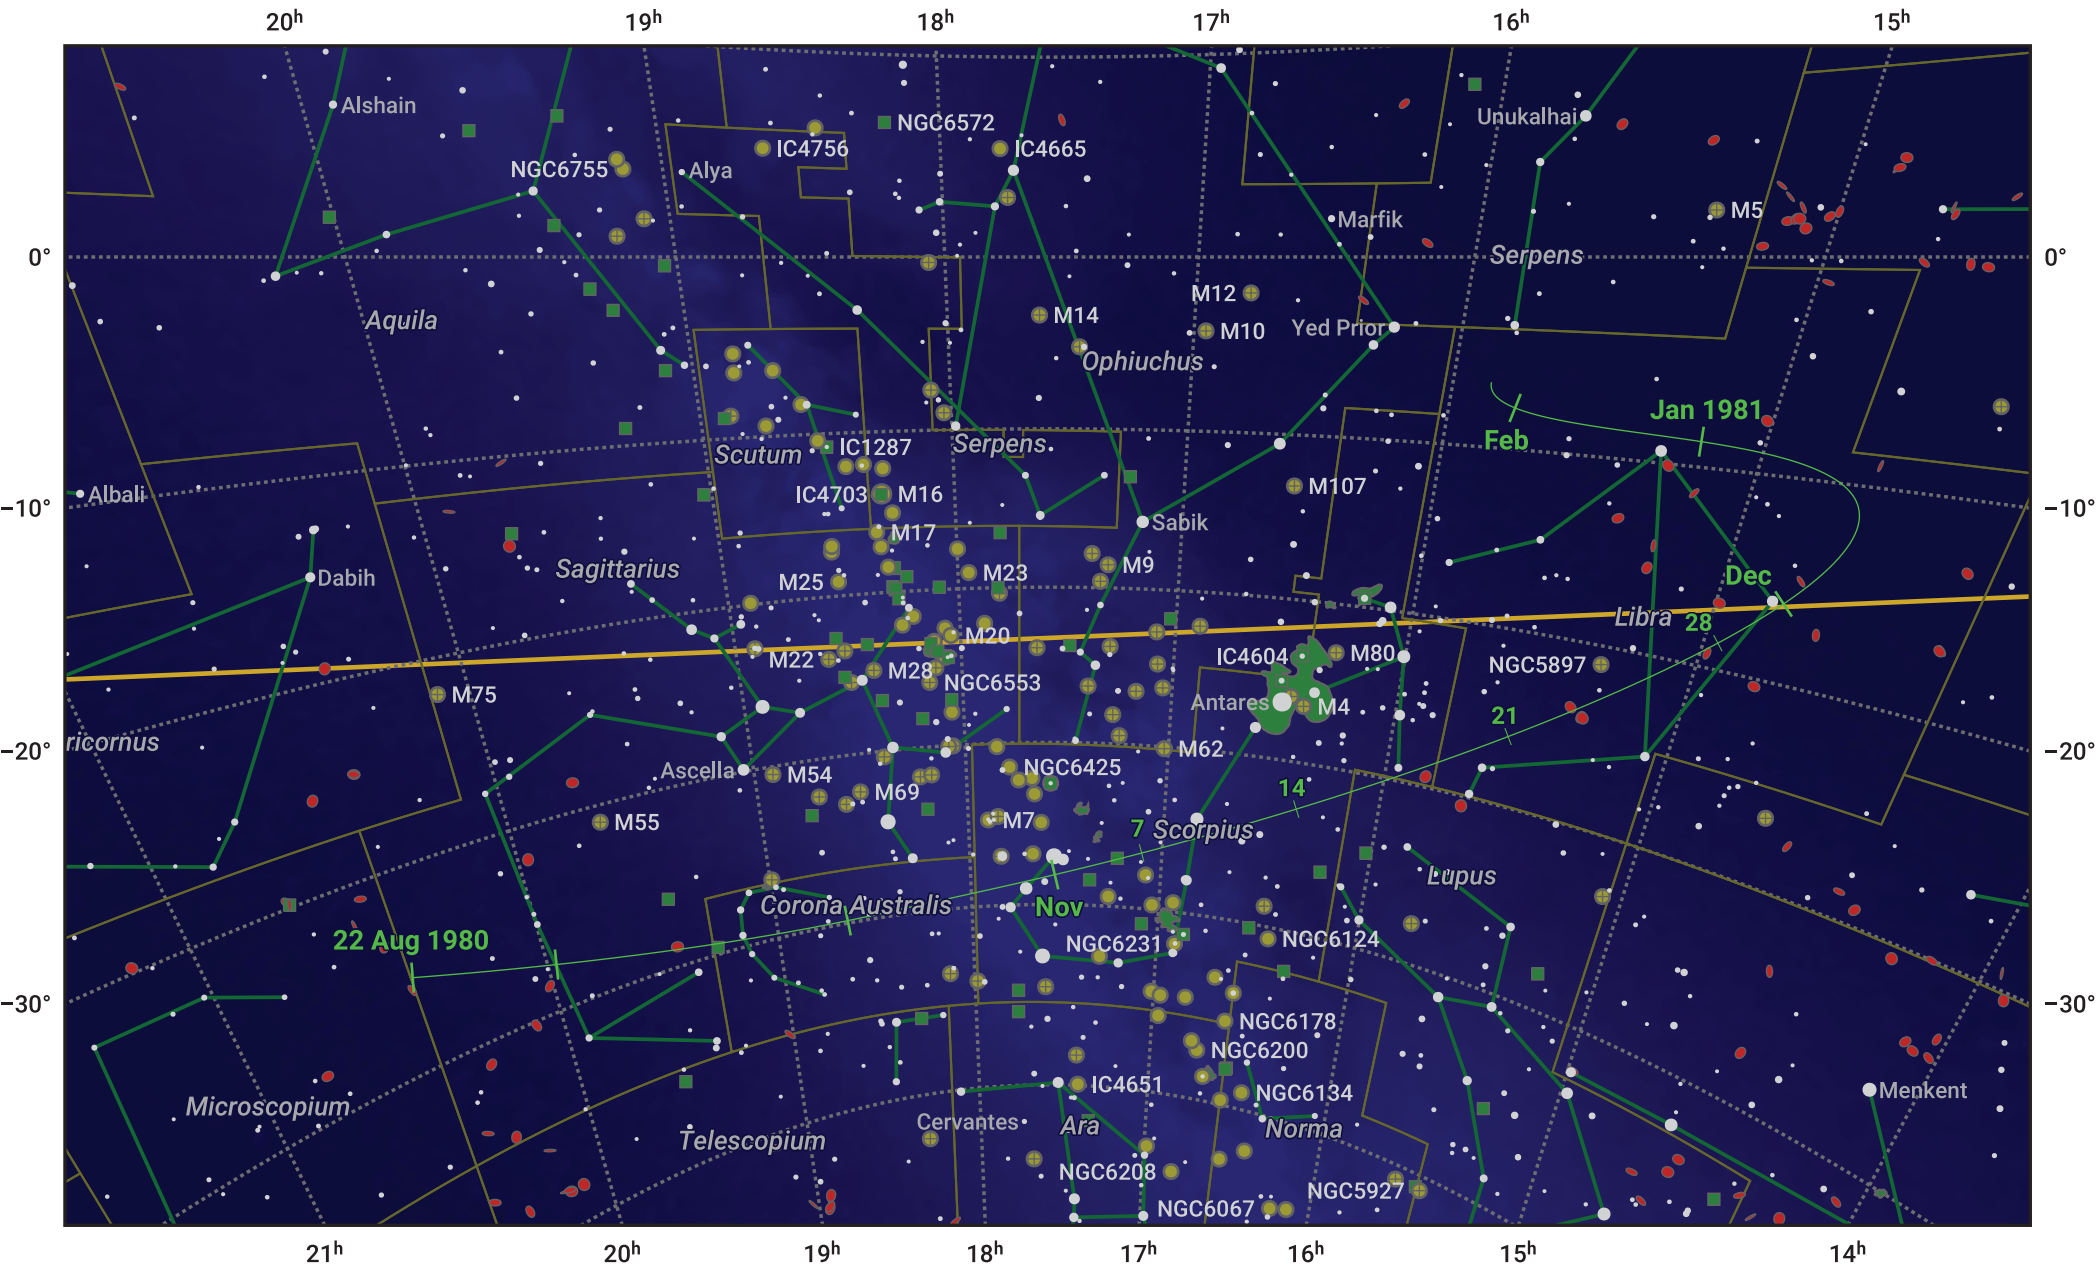 20h 19h 18h 17h 16h 15h
Alshain
NGC6572
Unukalhai
IC4756
IC4665
NGC6755
Alya
M5
Marfik
0°
Serpens
0°
M12
Aquila
M14
M10
Yed Prior
Ophiuchus
Jan 1981
Feb
Serpens
IC1287
Scutum
M107
Albali
IC4703
M16
−10°
−10°
Sabik
M17
M9
Sagittarius
M23
Dabih
M25
Dec
Libra
28
M20
M22
IC4604
M80
NGC5897
M28
NGC6553
M75
Antares
M4
21
ricornus
−20°
M62
−20°
Ascella
M54
NGC6425
14
M69
M55
M7
7
Scorpius
Lupus
Corona Australis
Nov
22 Aug 1980
NGC6231
NGC6124
−30°
−30°
NGC6178
NGC6200
IC4651
NGC6134
Menkent
Microscopium
Cervantes
Ara
Norma
Telescopium
NGC6208
NGC5927
NGC6067
21h 20h 19h 18h 17h 16h 15h 14h